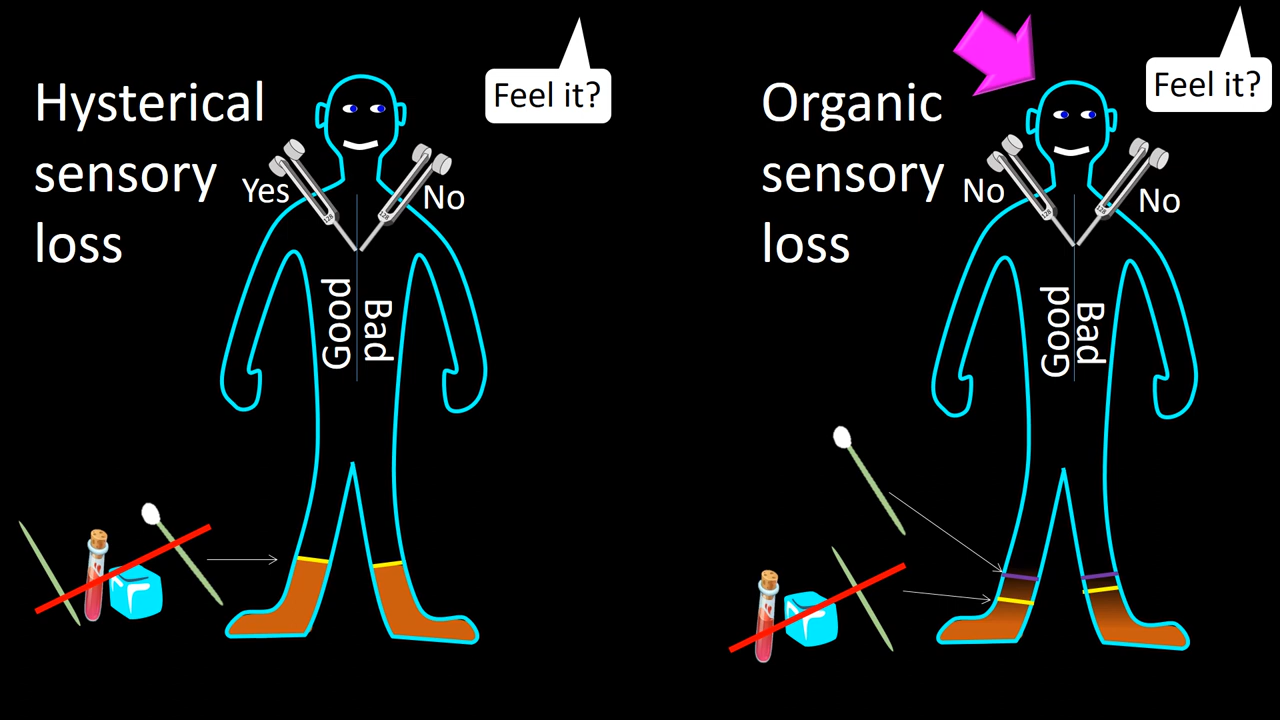 Hysterical
sensory
loss
Feel it?
Yes
No
Good
Bad
Organic
sensory
loss
Feel it?
No
No
Good
Bad